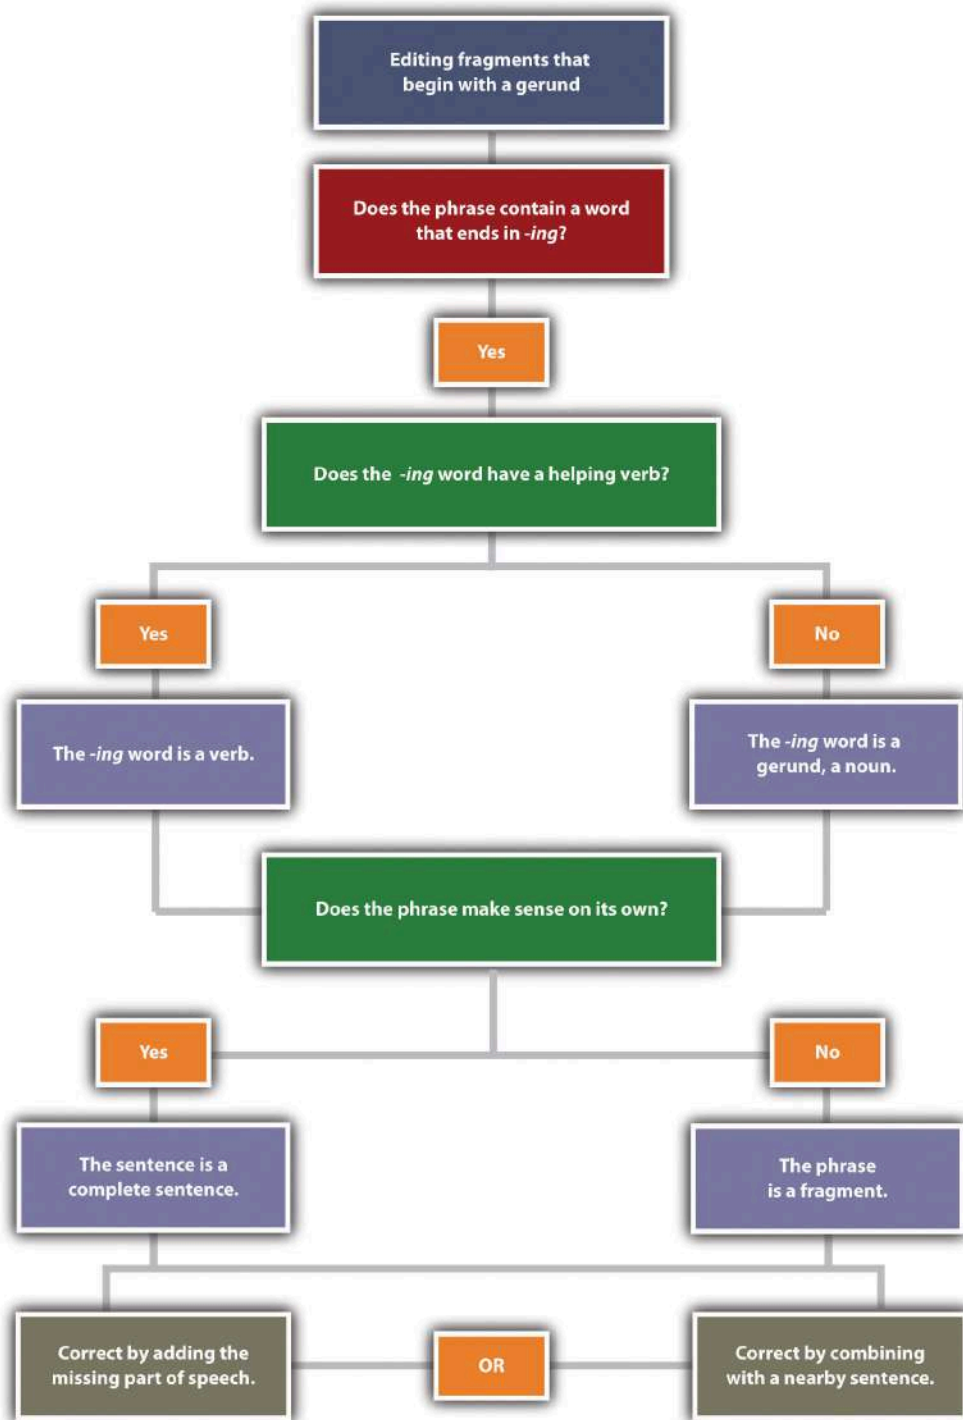 Editing fragments that
begin with a gerund
Does the phrase contain a word
that ends in -ing?
Yes
Does the -ing word have a helping verb?
Yes
No
The -ing word is a verb.
The -ing word is a
gerund, a noun.
Does the phrase make sense on its own?
Yes
No
The sentence is a
complete sentence.
The phrase
is a fragment.
Correct by adding the
missing part of speech.
OR
Correct by combining
with a nearby sentence.